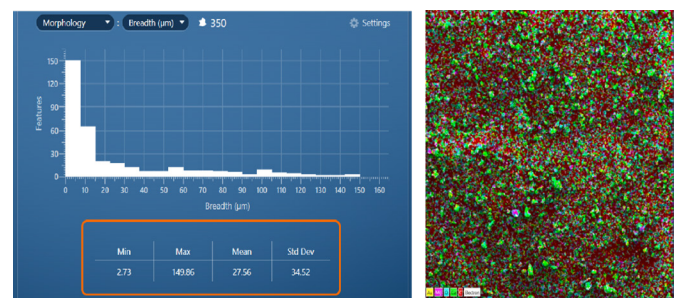 Morphology : Breadth (µm) 350 Settings
150
120
90
60
30
0
Features
0 10 20 30 40 50 60 70 80 90 100 110 120 130 140 150 160
Breadth (µm)
Min Max Mean Std Dev
2.73 149.86 27.56 34.52